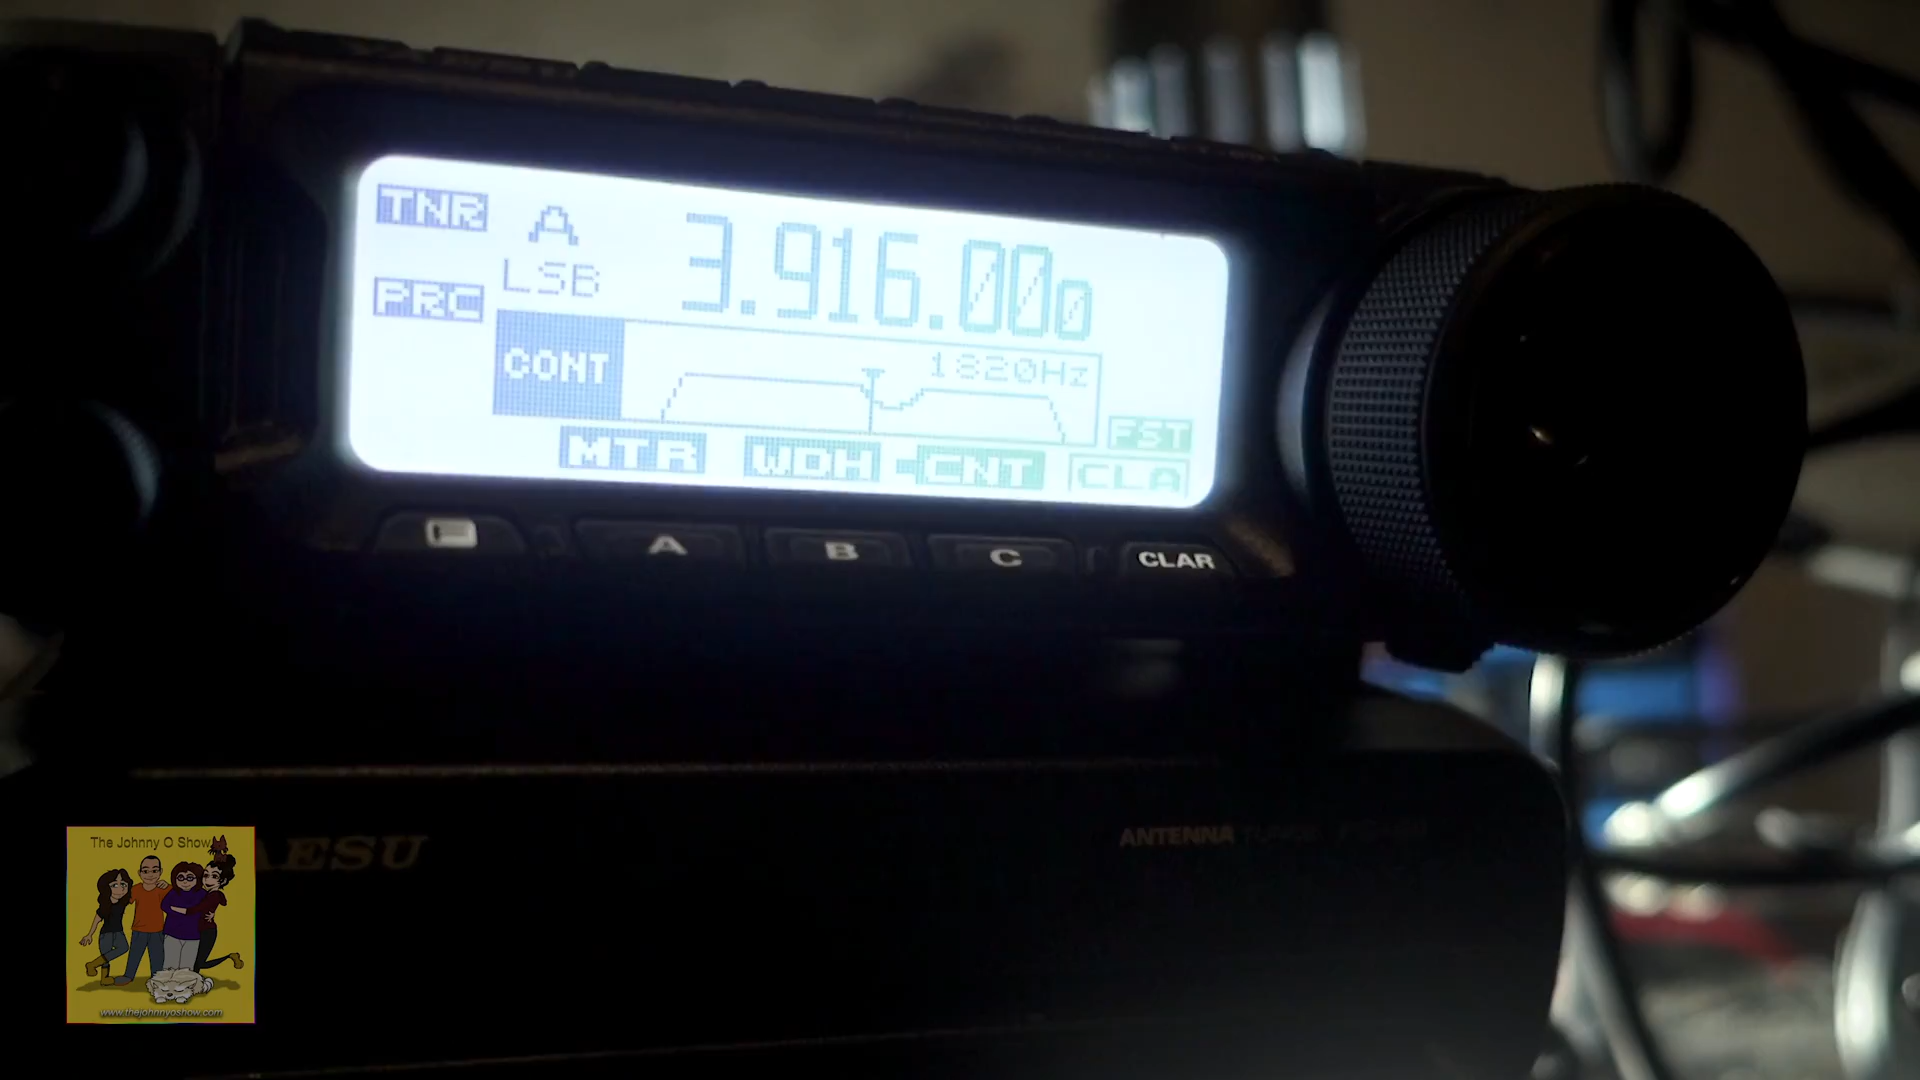 TNR A 3.916.000
LSB
PRC
CONT 1820HZ
FST
MTR WDH CNT CLA
A B C CLAR
AESU ANTENNA
The Johnny O Show
www.thejohnnyoshow.com